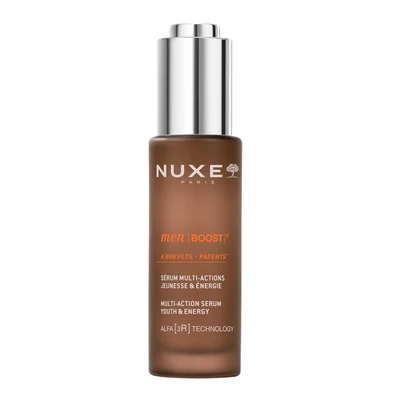 NUXE
PARIS
men [BOOST]²
4 BREVETS - PATENTS*
SÉRUM MULTI-ACTIONS
JEUNESSE & ÉNERGIE
MULTI-ACTION SERUM
YOUTH & ENERGY
ALFA [3R] TECHNOLOGY